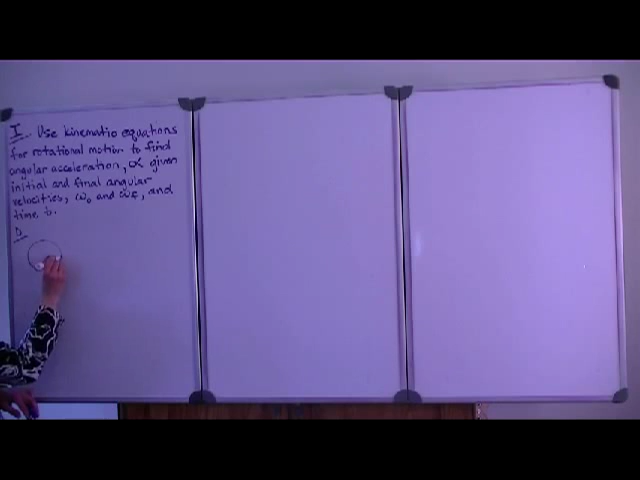 I. Use kinematic equations
for rotational motion to find
angular acceleration, α given
initial and final angular
velocities, ω₀ and ωf, and
time t.
D